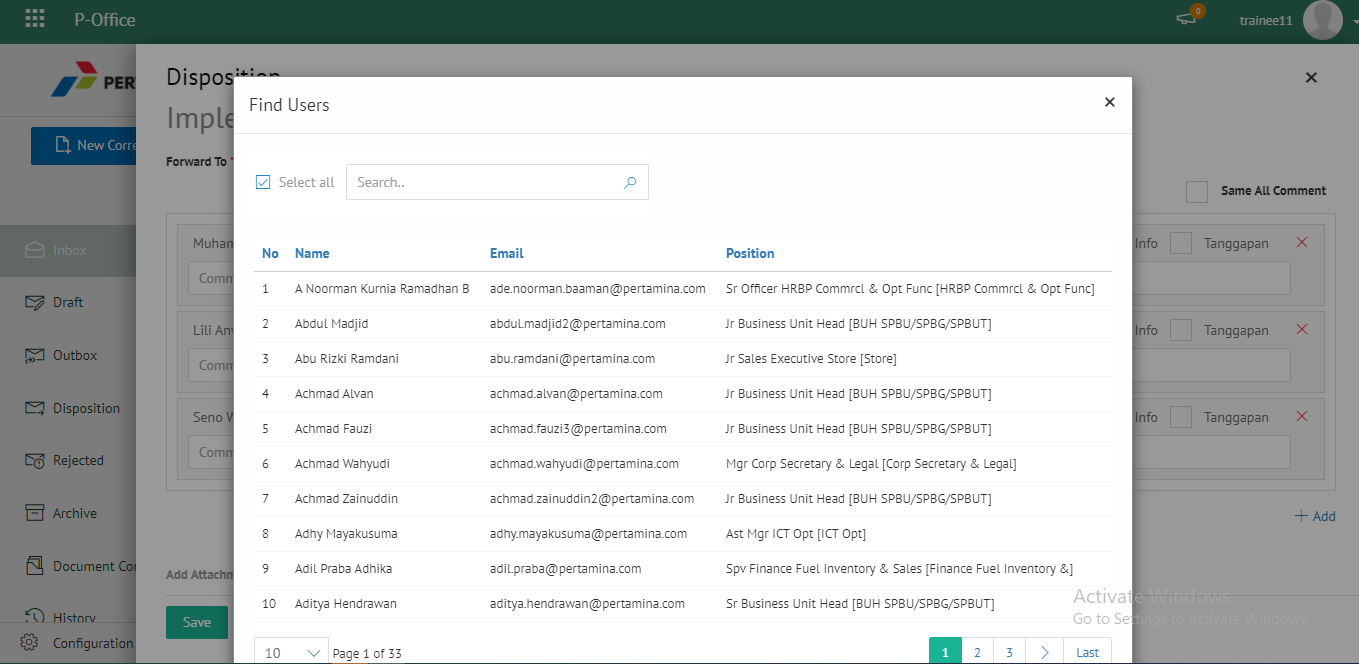 P-Office
0
trainee11
PER
Disposition
New Corre
Imple
Forward To *
Same All Comment
Find Users
Select all
Search..
No Name Email Position
1 A Noorman Kurnia Ramadhan B ade.noorman.baaman@pertamina.com Sr Officer HRBP Commrcl & Opt Func [HRBP Commrcl & Opt Func]
2 Abdul Madjid abdul.madjid2@pertamina.com Jr Business Unit Head [BUH SPBU/SPBG/SPBUT]
3 Abu Rizki Ramdani abu.ramdani@pertamina.com Jr Sales Executive Store [Store]
4 Achmad Alvan achmad.alvan@pertamina.com Jr Business Unit Head [BUH SPBU/SPBG/SPBUT]
5 Achmad Fauzi achmad.fauzi3@pertamina.com Jr Business Unit Head [BUH SPBU/SPBG/SPBUT]
6 Achmad Wahyudi achmad.wahyudi@pertamina.com Mgr Corp Secretary & Legal [Corp Secretary & Legal]
7 Achmad Zainuddin achmad.zainuddin2@pertamina.com Jr Business Unit Head [BUH SPBU/SPBG/SPBUT]
8 Adhy Mayakusuma adhy.mayakusuma@pertamina.com Ast Mgr ICT Opt [ICT Opt]
9 Adil Praba Adhika adil.praba@pertamina.com Spv Finance Fuel Inventory & Sales [Finance Fuel Inventory &]
10 Aditya Hendrawan aditya.hendrawan@pertamina.com Sr Business Unit Head [BUH SPBU/SPBG/SPBUT]
10 Page 1 of 33 1 2 3 Last
Inbox
Draft
Outbox
Disposition
Rejected
Archive
Document Co
History
Configuration
Muhan
Comm
Info Tanggapan
Lili An
Comm
Info Tanggapan
Seno W
Comm
Info Tanggapan
Add
Add Attachm
Save
Activate Windows
Go to Settings to activate Windows.